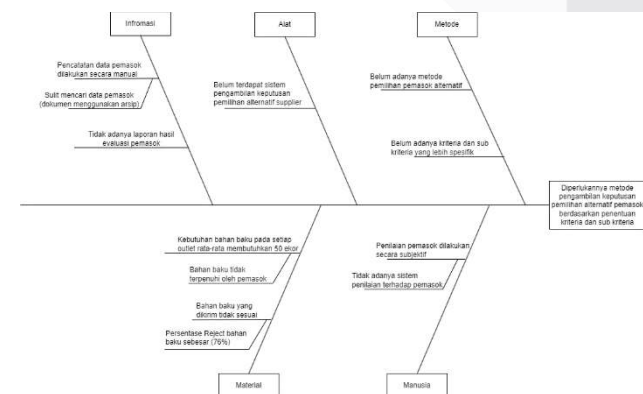 Infromasi
Alat
Metode
Pencatatan data pemasok
dilakukan secara manual
Sulit mencari data pemasok
(dokumen menggunakan arsip)
Tidak adanya laporan hasil
evaluasi pemasok
Belum terdapat sistem
pengambilan keputusan
pemilihan alternatif supplier
Belum adanya metode
pemilihan pemasok alternatif
Belum adanya kriteria dan sub
kriteria yang lebih spesifik
Diperlukannya metode
pengambilan keputusan
pemilihan alternatif pemasok
berdasarkan penentuan
kriteria dan sub kriteria
Kebutuhan bahan baku pada setiap
outlet rata-rata membutuhkan 50 ekor
Bahan baku tidak
terpenuhi oleh pemasok
Bahan baku yang
dikirim tidak sesuai
Persentase Reject bahan
baku sebesar (76%)
Penilaian pemasok dilakukan
secara subjektif
Tidak adanya sistem
penilaian terhadap pemasok
Material
Manusia